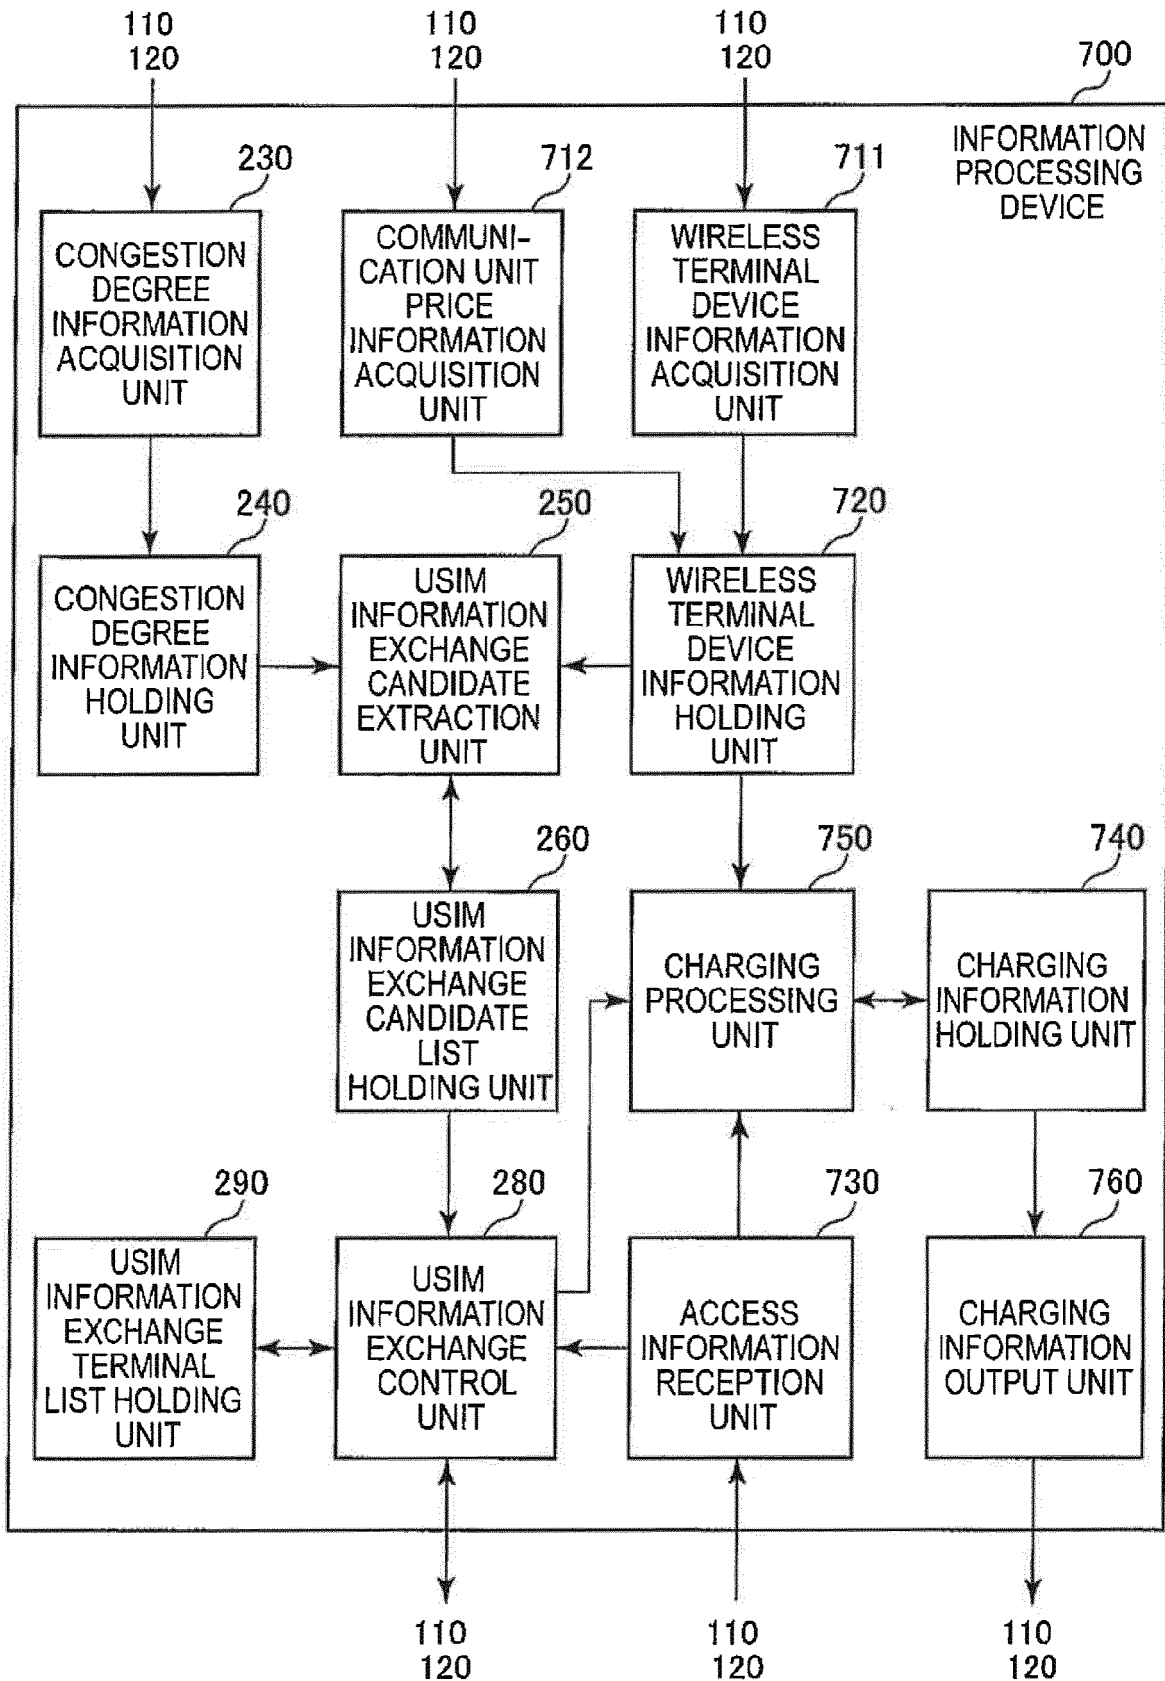 110
120
110
120
110
120
700
INFORMATION
PROCESSING
DEVICE
230
CONGESTION
DEGREE
INFORMATION
ACQUISITION
UNIT
712
COMMUNI-
CATION UNIT
PRICE
INFORMATION
ACQUISITION
UNIT
711
WIRELESS
TERMINAL
DEVICE
INFORMATION
ACQUISITION
UNIT
240
CONGESTION
DEGREE
INFORMATION
HOLDING
UNIT
250
USIM
INFORMATION
EXCHANGE
CANDIDATE
EXTRACTION
UNIT
720
WIRELESS
TERMINAL
DEVICE
INFORMATION
HOLDING
UNIT
260
USIM
INFORMATION
EXCHANGE
CANDIDATE
LIST
HOLDING UNIT
750
CHARGING
PROCESSING
UNIT
740
CHARGING
INFORMATION
HOLDING UNIT
290
USIM
INFORMATION
EXCHANGE
TERMINAL
LIST HOLDING
UNIT
280
USIM
INFORMATION
EXCHANGE
CONTROL
UNIT
730
ACCESS
INFORMATION
RECEPTION
UNIT
760
CHARGING
INFORMATION
OUTPUT UNIT
110
120
110
120
110
120